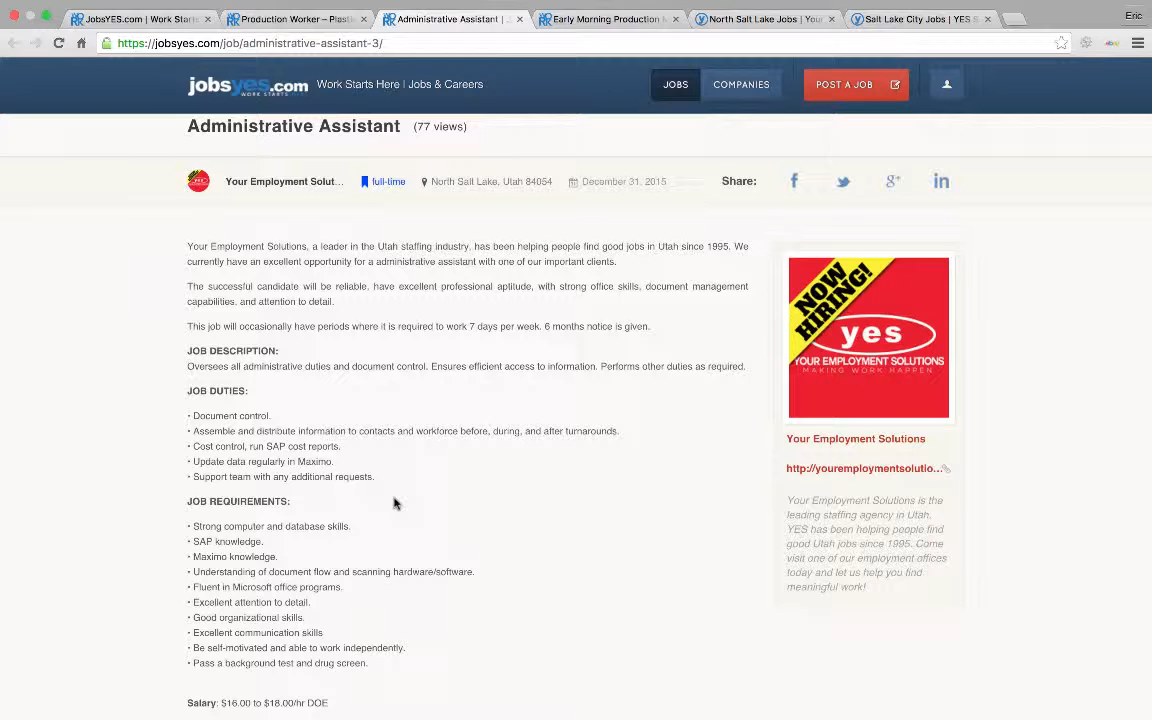 JobsYES.com | Work Starts
Production Worker – Plasti
Administrative Assistant |
Early Morning Production M
North Salt Lake Jobs | Your
Salt Lake City Jobs | YES S
Eric
https://jobsyes.com/job/administrative-assistant-3/
jobsyes.com
WORK STARTS
Work Starts Here | Jobs & Careers
JOBS
COMPANIES
POST A JOB
Administrative Assistant (77 views)
Your Employment Solut...
full-time
North Salt Lake, Utah 84054
December 31, 2015
Share:
Your Employment Solutions, a leader in the Utah staffing industry, has been helping people find good jobs in Utah since 1995. We
currently have an excellent opportunity for a administrative assistant with one of our important clients.
The successful candidate will be reliable, have excellent professional aptitude, with strong office skills, document management
capabilities, and attention to detail.
This job will occasionally have periods where it is required to work 7 days per week. 6 months notice is given.
JOB DESCRIPTION:
Oversees all administrative duties and document control. Ensures efficient access to information. Performs other duties as required.
JOB DUTIES:
• Document control.
• Assemble and distribute information to contacts and workforce before, during, and after turnarounds.
• Cost control, run SAP cost reports.
• Update data regularly in Maximo.
• Support team with any additional requests.
JOB REQUIREMENTS:
• Strong computer and database skills.
• SAP knowledge.
• Maximo knowledge.
• Understanding of document flow and scanning hardware/software.
• Fluent in Microsoft office programs.
• Excellent attention to detail.
• Good organizational skills.
• Excellent communication skills
• Be self-motivated and able to work independently.
• Pass a background test and drug screen.
Salary: $16.00 to $18.00/hr DOE
NOW
HIRING!
yes
YOUR EMPLOYMENT SOLUTIONS
MAKING WORK HAPPEN
Your Employment Solutions
http://youremploymentsolutio...
Your Employment Solutions is the
leading staffing agency in Utah.
YES has been helping people find
good Utah jobs since 1995. Come
visit one of our employment offices
today and let us help you find
meaningful work!